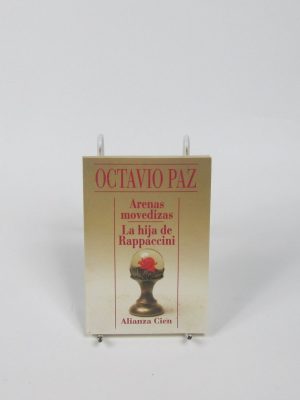 OCTAVIO PAZ
Arenas
movedizas
La hija de
Rappaccini
Alianza Cien